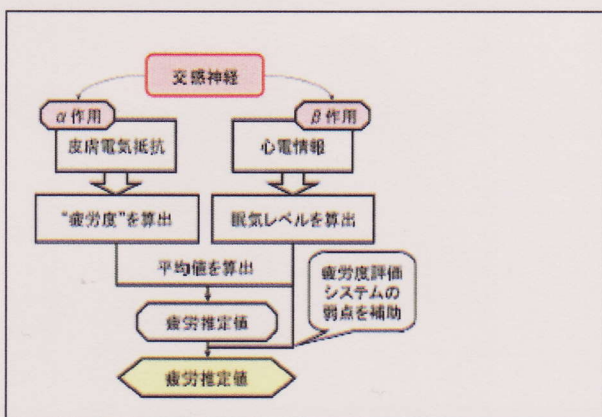 交感神経
α作用
β作用
皮膚電気抵抗
心電情報
“疲労度”を算出
眠気レベルを算出
平均値を算出
疲労度評価
システムの
弱点を補助
疲労推定値
疲労推定値